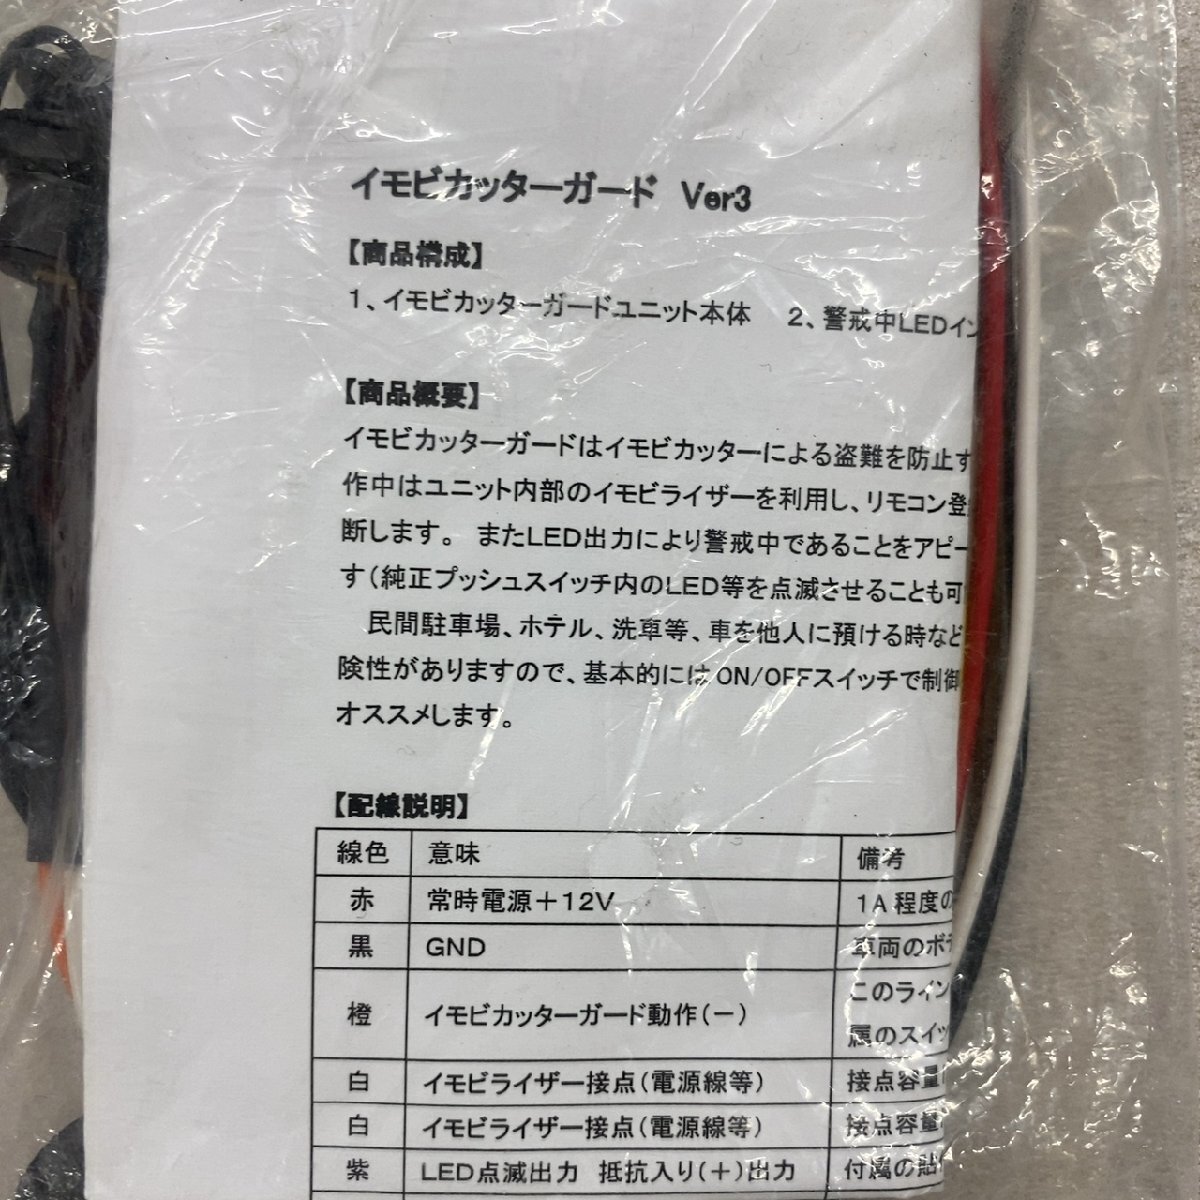 イモビカッターガード Ver3
【商品構成】
1、イモビカッターガードユニット本体 2、警戒中LEDイン
【商品概要】
イモビカッターガードはイモビカッターによる盗難を防止す
作中はユニット内部のイモビライザーを利用し、リモコン登
断します。 またLED出力により警戒中であることをアピー
す(純正プッシュスイッチ内のLED等を点滅させることも可
民間駐車場、ホテル、洗車等、車を他人に預ける時など
険性がありますので、基本的にはON/OFFスイッチで制御
オススメします。
【配線説明】
線色 意味 備考
赤 常時電源+12V 1A程度の
黒 GND 車両のボデ
橙 イモビカッターガード動作(-) このライン
属のスイッ
白 イモビライザー接点(電源線等) 接点容量
白 イモビライザー接点(電源線等) 接点容量
紫 LED点滅出力 抵抗入り(+)出力 付属の貼